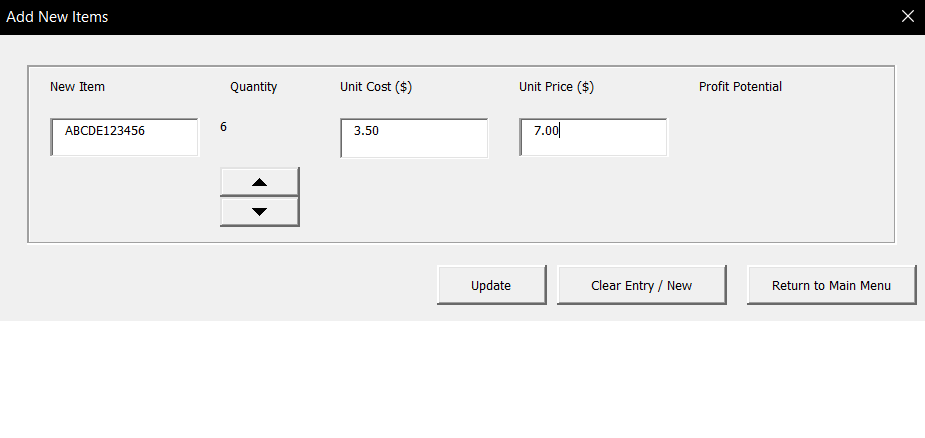 Add New Items
New Item Quantity Unit Cost ($) Unit Price ($) Profit Potential
ABCDE123456 6 3.50 7.00
Update Clear Entry / New Return to Main Menu